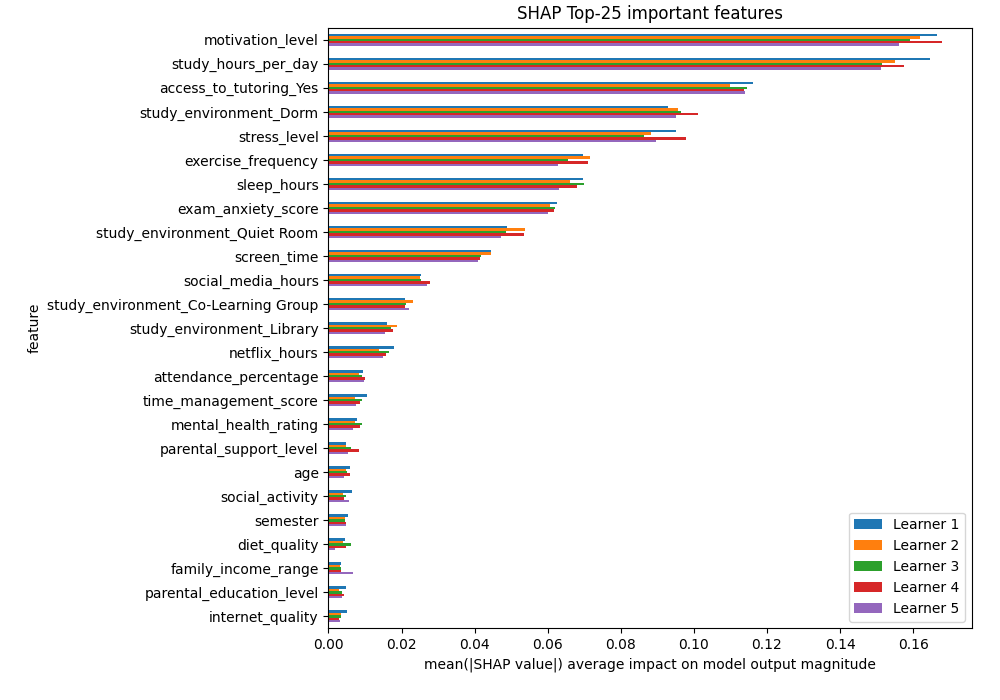 SHAP Top-25 important features
motivation_level
study_hours_per_day
access_to_tutoring_Yes
study_environment_Dorm
stress_level
exercise_frequency
sleep_hours
exam_anxiety_score
study_environment_Quiet Room
screen_time
social_media_hours
study_environment_Co-Learning Group
study_environment_Library
netflix_hours
attendance_percentage
time_management_score
mental_health_rating
parental_support_level
age
social_activity
semester
diet_quality
family_income_range
parental_education_level
internet_quality
feature
Learner 1
Learner 2
Learner 3
Learner 4
Learner 5
0.00 0.02 0.04 0.06 0.08 0.10 0.12 0.14 0.16
mean(|SHAP value|) average impact on model output magnitude